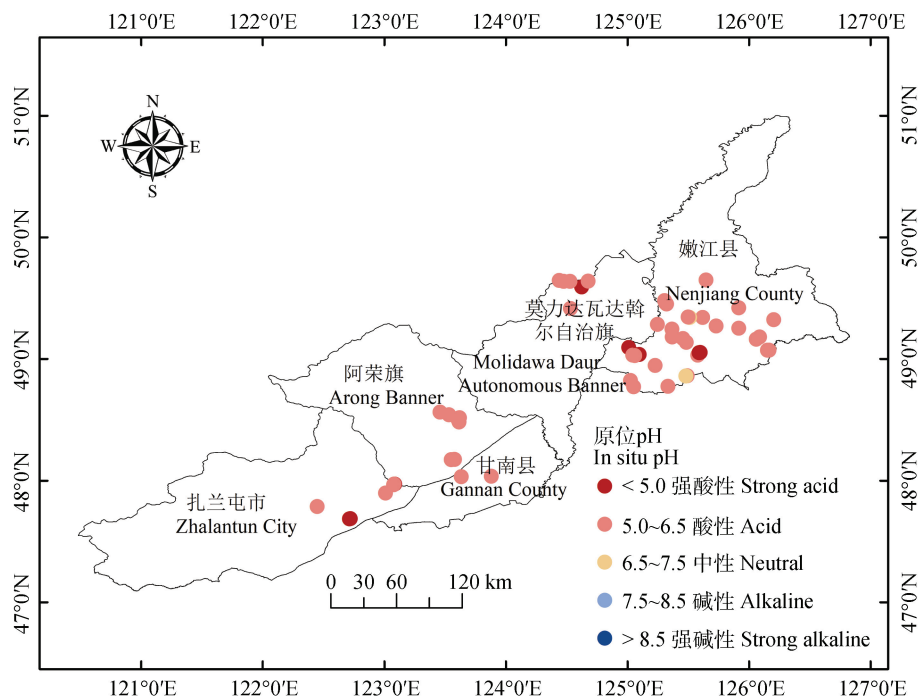 121°0′E 122°0′E 123°0′E 124°0′E 125°0′E 126°0′E 127°0′E
51°0′N
50°0′N
49°0′N
48°0′N
47°0′N
51°0′N
50°0′N
49°0′N
48°0′N
47°0′N
N
W E
S
嫩江县
Nenjiang County
莫力达瓦达斡
尔自治旗
Molidawa Daur
Autonomous Banner
阿荣旗
Arong Banner
甘南县
Gannan County
扎兰屯市
Zhalantun City
原位pH
In situ pH
< 5.0 强酸性 Strong acid
5.0~6.5 酸性 Acid
6.5~7.5 中性 Neutral
7.5~8.5 碱性 Alkaline
> 8.5 强碱性 Strong alkaline
0 30 60 120 km
121°0′E 122°0′E 123°0′E 124°0′E 125°0′E 126°0′E 127°0′E